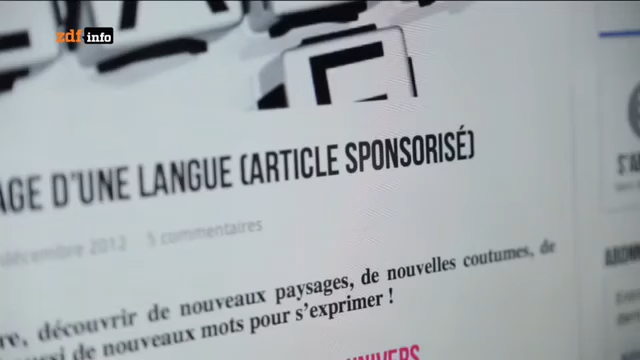 zdf info
AGE D'UNE LANGUE (ARTICLE SPONSORISÉ)
décembre 2012 5 commentaires
découvrir de nouveaux paysages, de nouvelles coutumes, de
de nouveaux mots pour s'exprimer !